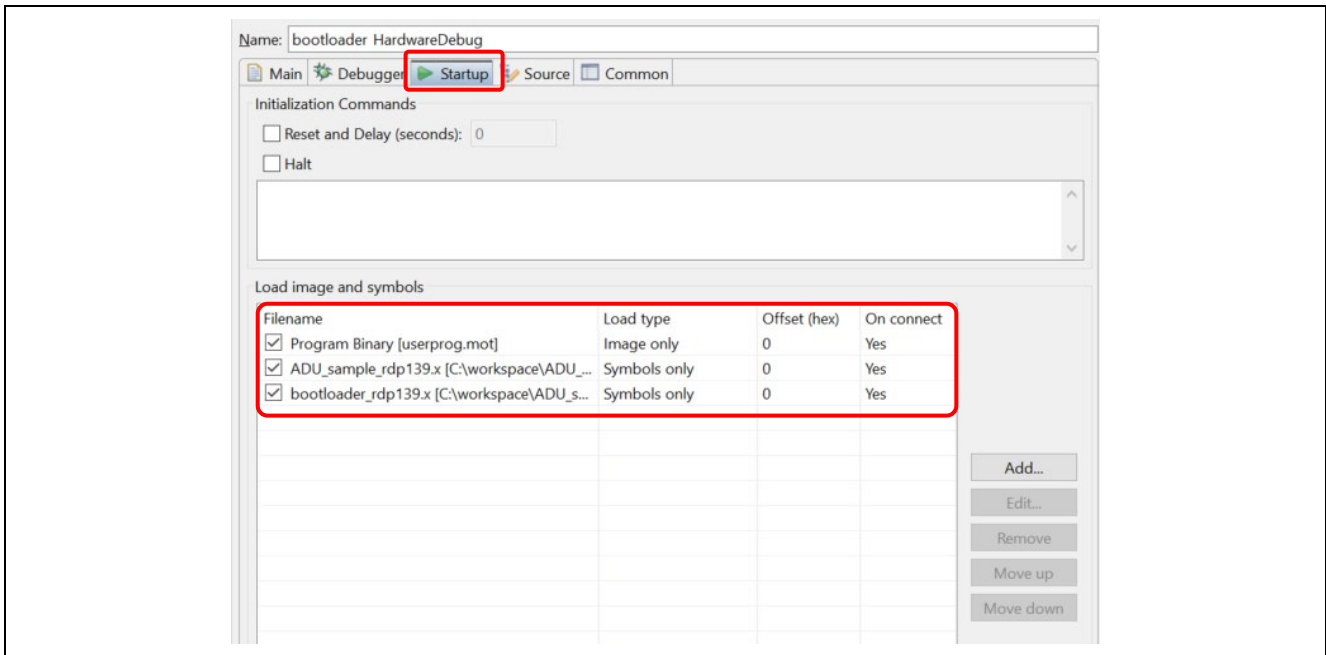 Name: bootloader HardwareDebug
Main Debugger Startup Source Common
Initialization Commands
Reset and Delay (seconds): 0
Halt
Load image and symbols
Filename Load type Offset (hex) On connect
Program Binary [userprog.mot] Image only 0 Yes
ADU_sample_rdp139.x [C:\workspace\ADU_... Symbols only 0 Yes
bootloader_rdp139.x [C:\workspace\ADU_s... Symbols only 0 Yes
Add...
Edit...
Remove
Move up
Move down